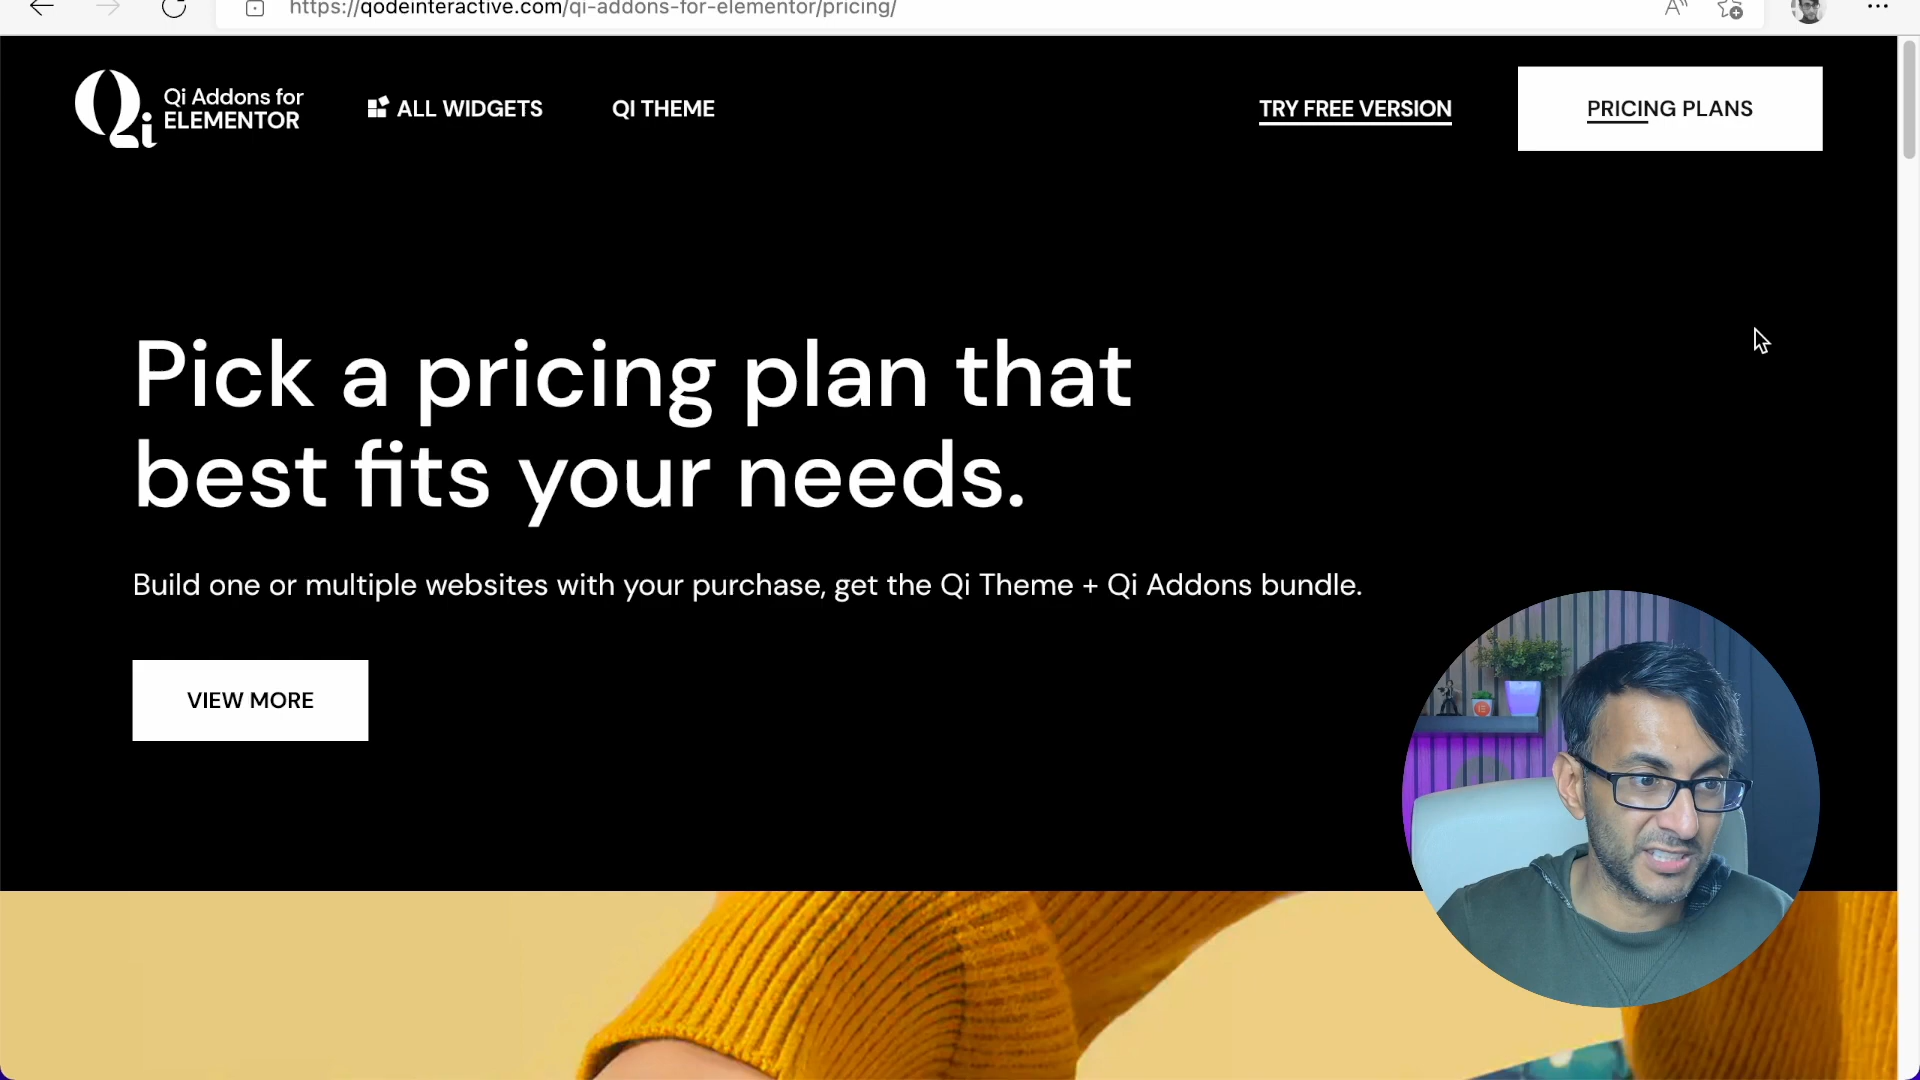 https://qodeinteractive.com/qi-addons-for-elementor/pricing/
Qi
Qi Addons for
ELEMENTOR
ALL WIDGETS
QI THEME
TRY FREE VERSION
PRICING PLANS
Pick a pricing plan that
best fits your needs.
Build one or multiple websites with your purchase, get the Qi Theme + Qi Addons bundle.
VIEW MORE